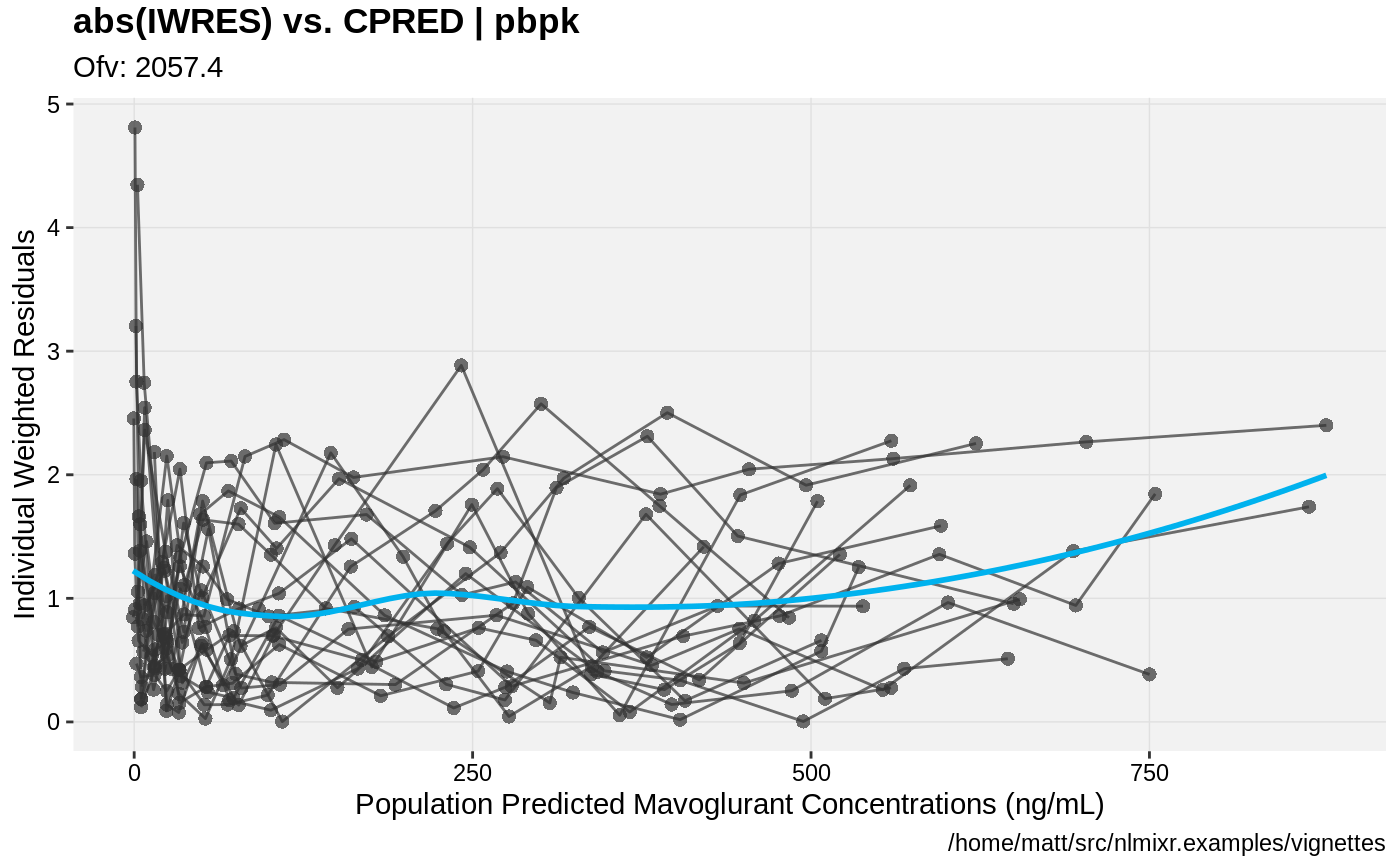 abs(IWRES) vs. CPRED | pbpk
Ofv: 2057.4
5
4
3
2
1
0
Individual Weighted Residuals
0 250 500 750
Population Predicted Mavoglurant Concentrations (ng/mL)
/home/matt/src/nlmixr.examples/vignettes